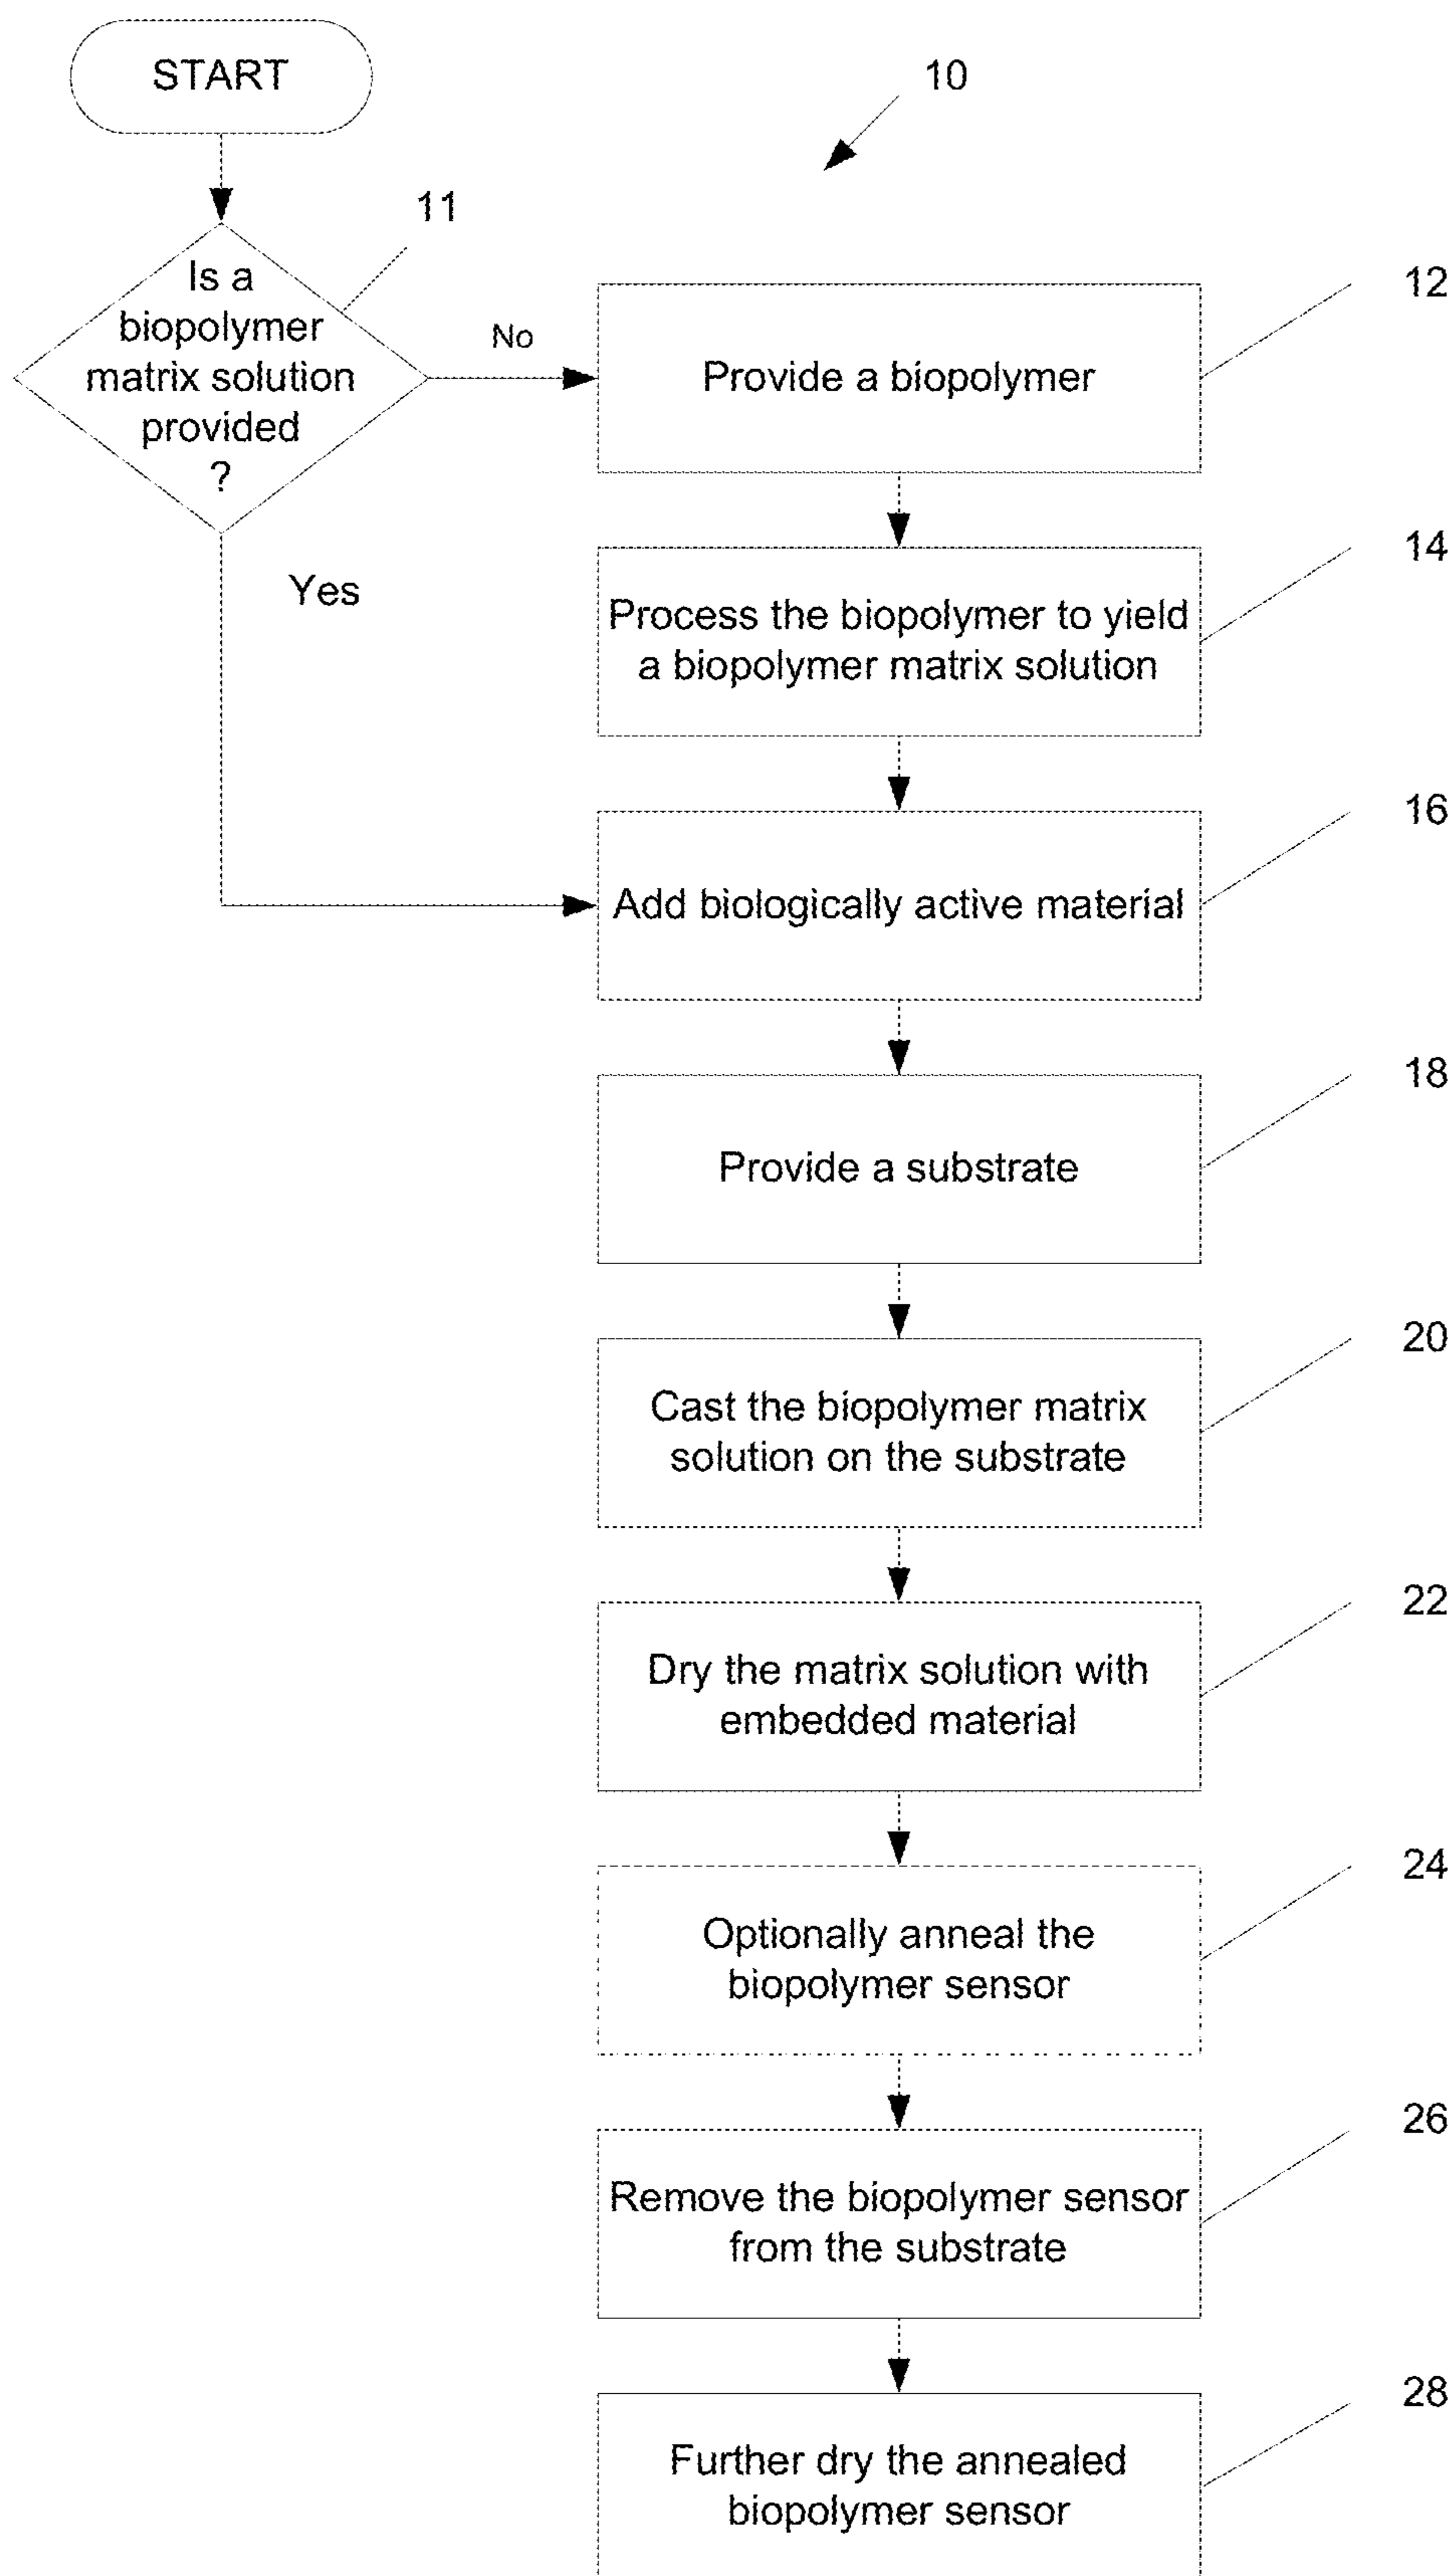 START
10
11
Is a
biopolymer
matrix solution
provided
?
No
Yes
Provide a biopolymer
12
Process the biopolymer to yield
a biopolymer matrix solution
14
Add biologically active material
16
Provide a substrate
18
Cast the biopolymer matrix
solution on the substrate
20
Dry the matrix solution with
embedded material
22
Optionally anneal the
biopolymer sensor
24
Remove the biopolymer sensor
from the substrate
26
Further dry the annealed
biopolymer sensor
28